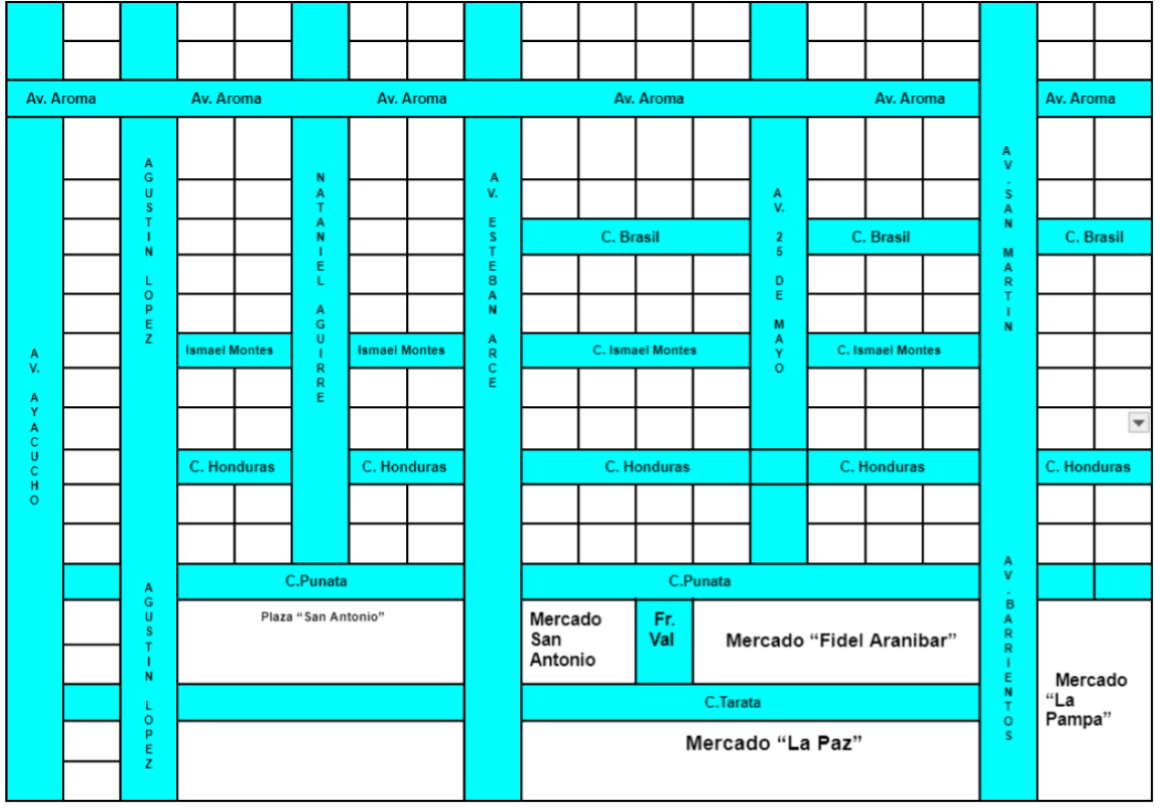 Av. Aroma Av. Aroma Av. Aroma Av. Aroma Av. Aroma Av. Aroma
AGUSTIN LOPEZ
NATANIEL AGUIRRE
AV. ESTEBAN ARCE
AV. 25 DE MAYO
AV.SAN MARTIN
C. Brasil C. Brasil C. Brasil
Ismael Montes Ismael Montes C. Ismael Montes C. Ismael Montes
AV. AYACUCHO
C. Honduras C. Honduras C. Honduras C. Honduras C. Honduras
C.Punata C.Punata
AGUSTIN LOPEZ
AV.BARRIENTOS
Plaza “San Antonio”
Mercado
San
Antonio
Fr.
Val
Mercado “Fidel Aranibar”
Mercado
“La
Pampa”
C.Tarata
Mercado “La Paz”